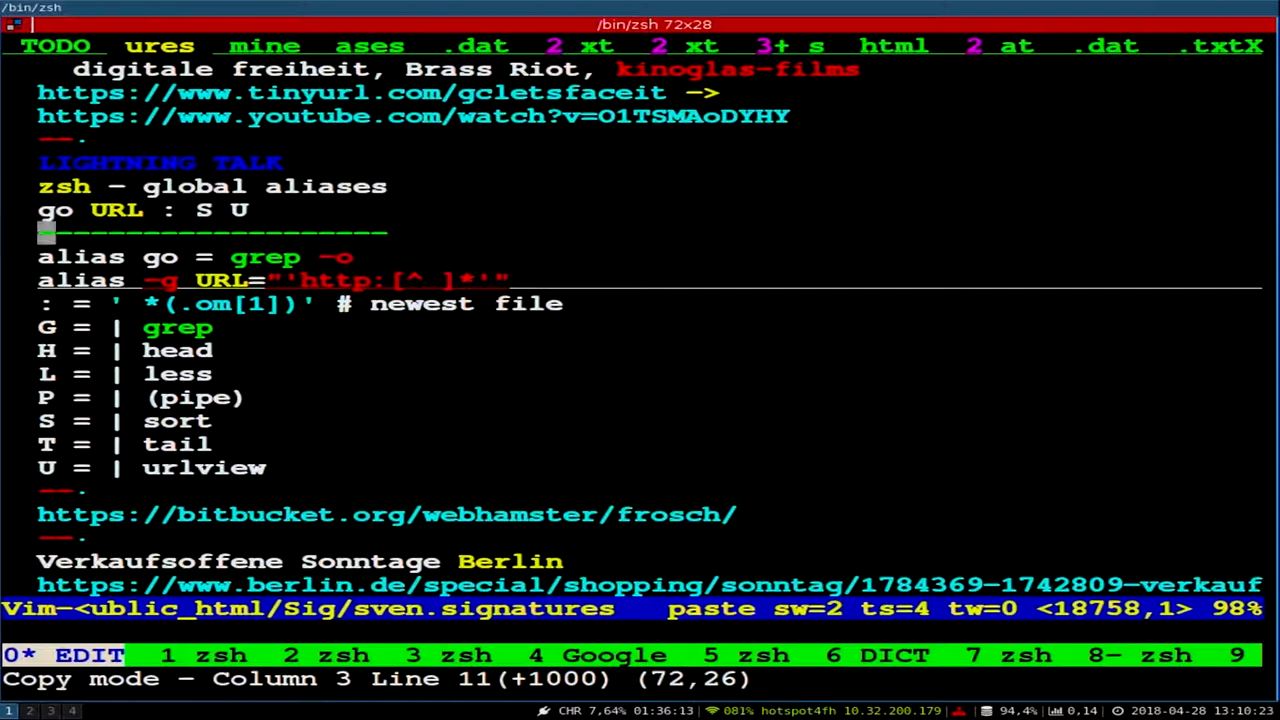 /bin/zsh
/bin/zsh 72x28
TODO ures mine ases .dat 2 xt 2 xt 3+ s html 2 at .dat .txtX
digitale freiheit, Brass Riot, kinoglas-films
https://www.tinyurl.com/gcletsfaceit ->
https://www.youtube.com/watch?v=O1TSMAoDYHY
--.
LIGHTNING TALK
zsh - global aliases
go URL : S U
--------------------
alias go = grep -o
alias -g URL="'http:[^ ]*'"
: = ' *(.om[1])' # newest file
G = | grep
H = | head
L = | less
P = | (pipe)
S = | sort
T = | tail
U = | urlview
--.
https://bitbucket.org/webhamster/frosch/
--.
Verkaufsoffene Sonntage Berlin
https://www.berlin.de/special/shopping/sonntag/1784369-1742809-verkauf
Vim-<ublic_html/Sig/sven.signatures paste sw=2 ts=4 tw=0 <18758,1> 98%
0* EDIT 1 zsh 2 zsh 3 zsh 4 Google 5 zsh 6 DICT 7 zsh 8- zsh 9
Copy mode - Column 3 Line 11(+1000) (72,26)
1 2 3 4 CHR 7,64% 01:36:13 081% hotspot4fh 10.32.200.179 94,4% 0,14 2018-04-28 13:10:23